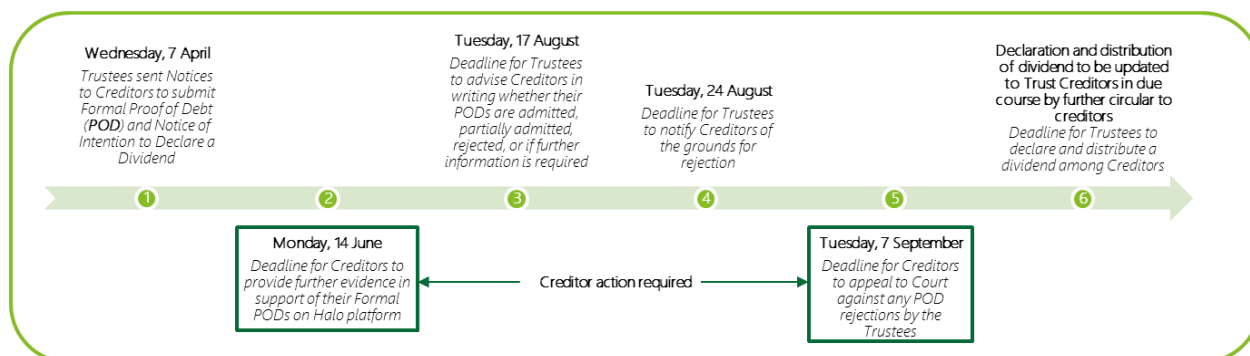 Wednesday, 7 April
Trustees sent Notices
to Creditors to submit
Formal Proof of Debt
(POD) and Notice of
Intention to Declare a
Dividend
Tuesday, 17 August
Deadline for Trustees
to advise Creditors in
writing whether their
PODs are admitted,
partially admitted,
rejected, or if further
information is required
Tuesday, 24 August
Deadline for Trustees
to notify Creditors of
the grounds for
rejection
Declaration and distribution
of dividend to be updated
to Trust Creditors in due
course by further circular to
creditors
Deadline for Trustees to
declare and distribute a
dividend among Creditors
1
2
3
4
5
6
Monday, 14 June
Deadline for Creditors to
provide further evidence in
support of their Formal
PODs on Halo platform
Creditor action required
Tuesday, 7 September
Deadline for Creditors
to appeal to Court
against any POD
rejections by the
Trustees